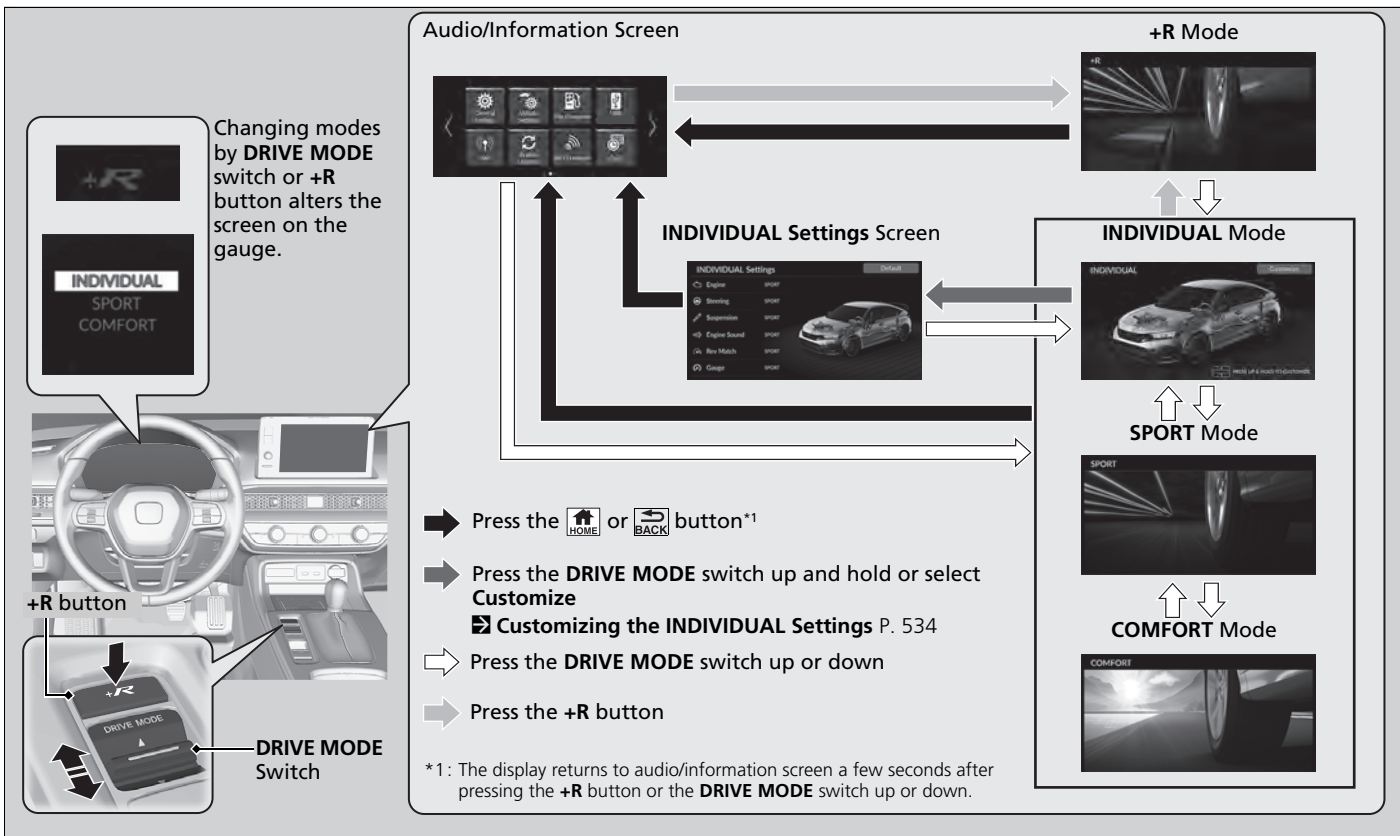 Audio/Information Screen
+R Mode
+R
Changing modes
by DRIVE MODE
switch or +R
button alters the
screen on the
gauge.
+R
INDIVIDUAL
SPORT
COMFORT
INDIVIDUAL Settings Screen
INDIVIDUAL Settings
Default
Engine SPORT
Steering SPORT
Suspension SPORT
Engine Sound SPORT
Rev Match SPORT
Gauge SPORT
INDIVIDUAL Mode
INDIVIDUAL
Customize
PRESS UP & HOLD TO CUSTOMIZE
SPORT Mode
SPORT
COMFORT Mode
COMFORT
Press the HOME or BACK button*1
Press the DRIVE MODE switch up and hold or select
Customize
Customizing the INDIVIDUAL Settings P. 534
Press the DRIVE MODE switch up or down
Press the +R button
*1: The display returns to audio/information screen a few seconds after
pressing the +R button or the DRIVE MODE switch up or down.
+R button
+R
DRIVE MODE
DRIVE MODE
Switch